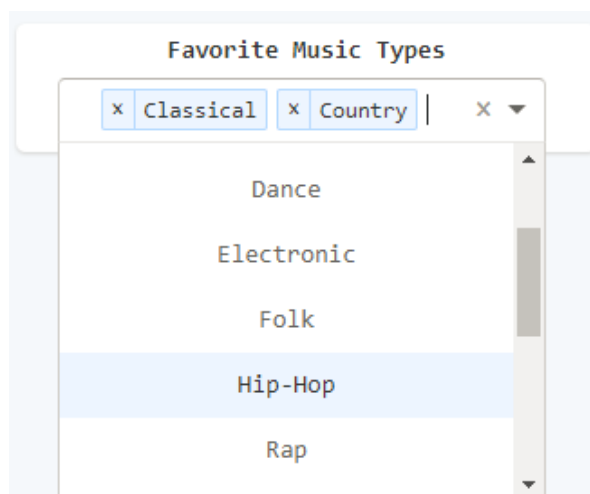 Favorite Music Types
× Classical × Country ×
Dance
Electronic
Folk
Hip-Hop
Rap